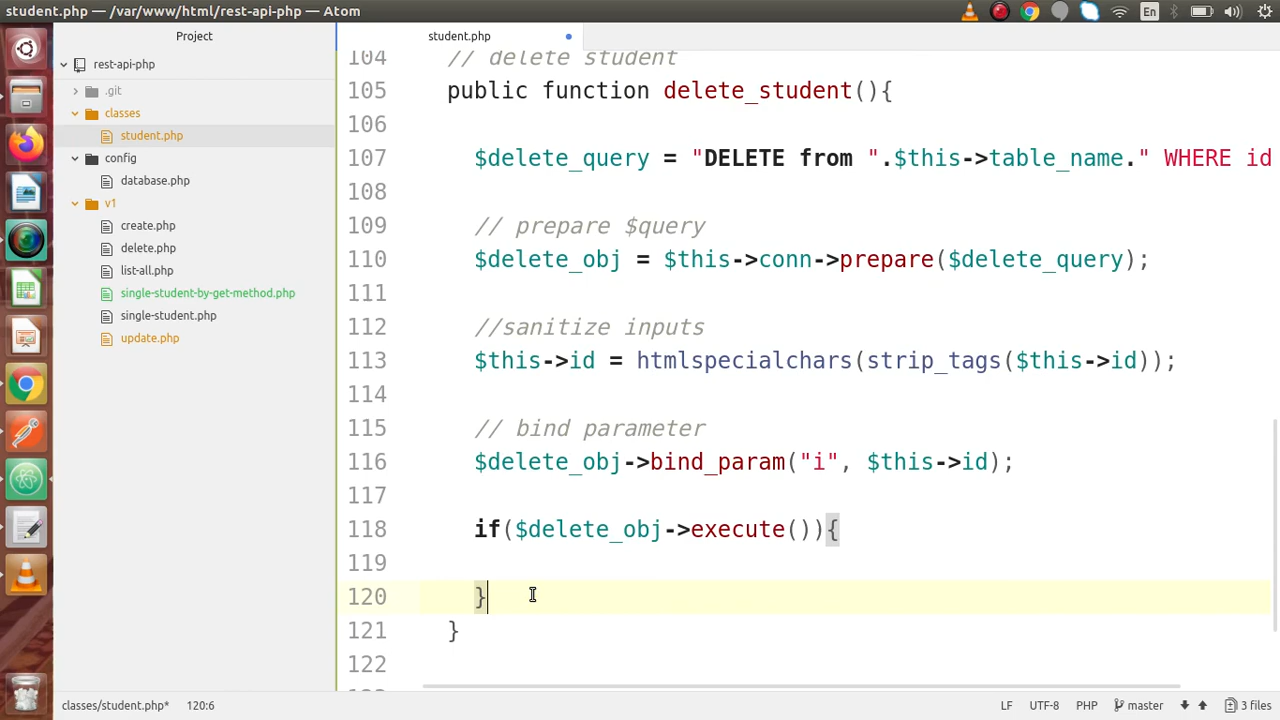 student.php — /var/www/html/rest-api-php — Atom
En
Project
student.php
rest-api-php
.git
classes
student.php
config
database.php
v1
create.php
delete.php
list-all.php
single-student-by-get-method.php
single-student.php
update.php
104 // delete student
105 public function delete_student(){
106
107 $delete_query = "DELETE from ".$this->table_name." WHERE id
108
109 // prepare $query
110 $delete_obj = $this->conn->prepare($delete_query);
111
112 //sanitize inputs
113 $this->id = htmlspecialchars(strip_tags($this->id));
114
115 // bind parameter
116 $delete_obj->bind_param("i", $this->id);
117
118 if($delete_obj->execute()){
119
120 }
121 }
122
classes/student.php* 120:6
LF UTF-8 PHP master 3 files